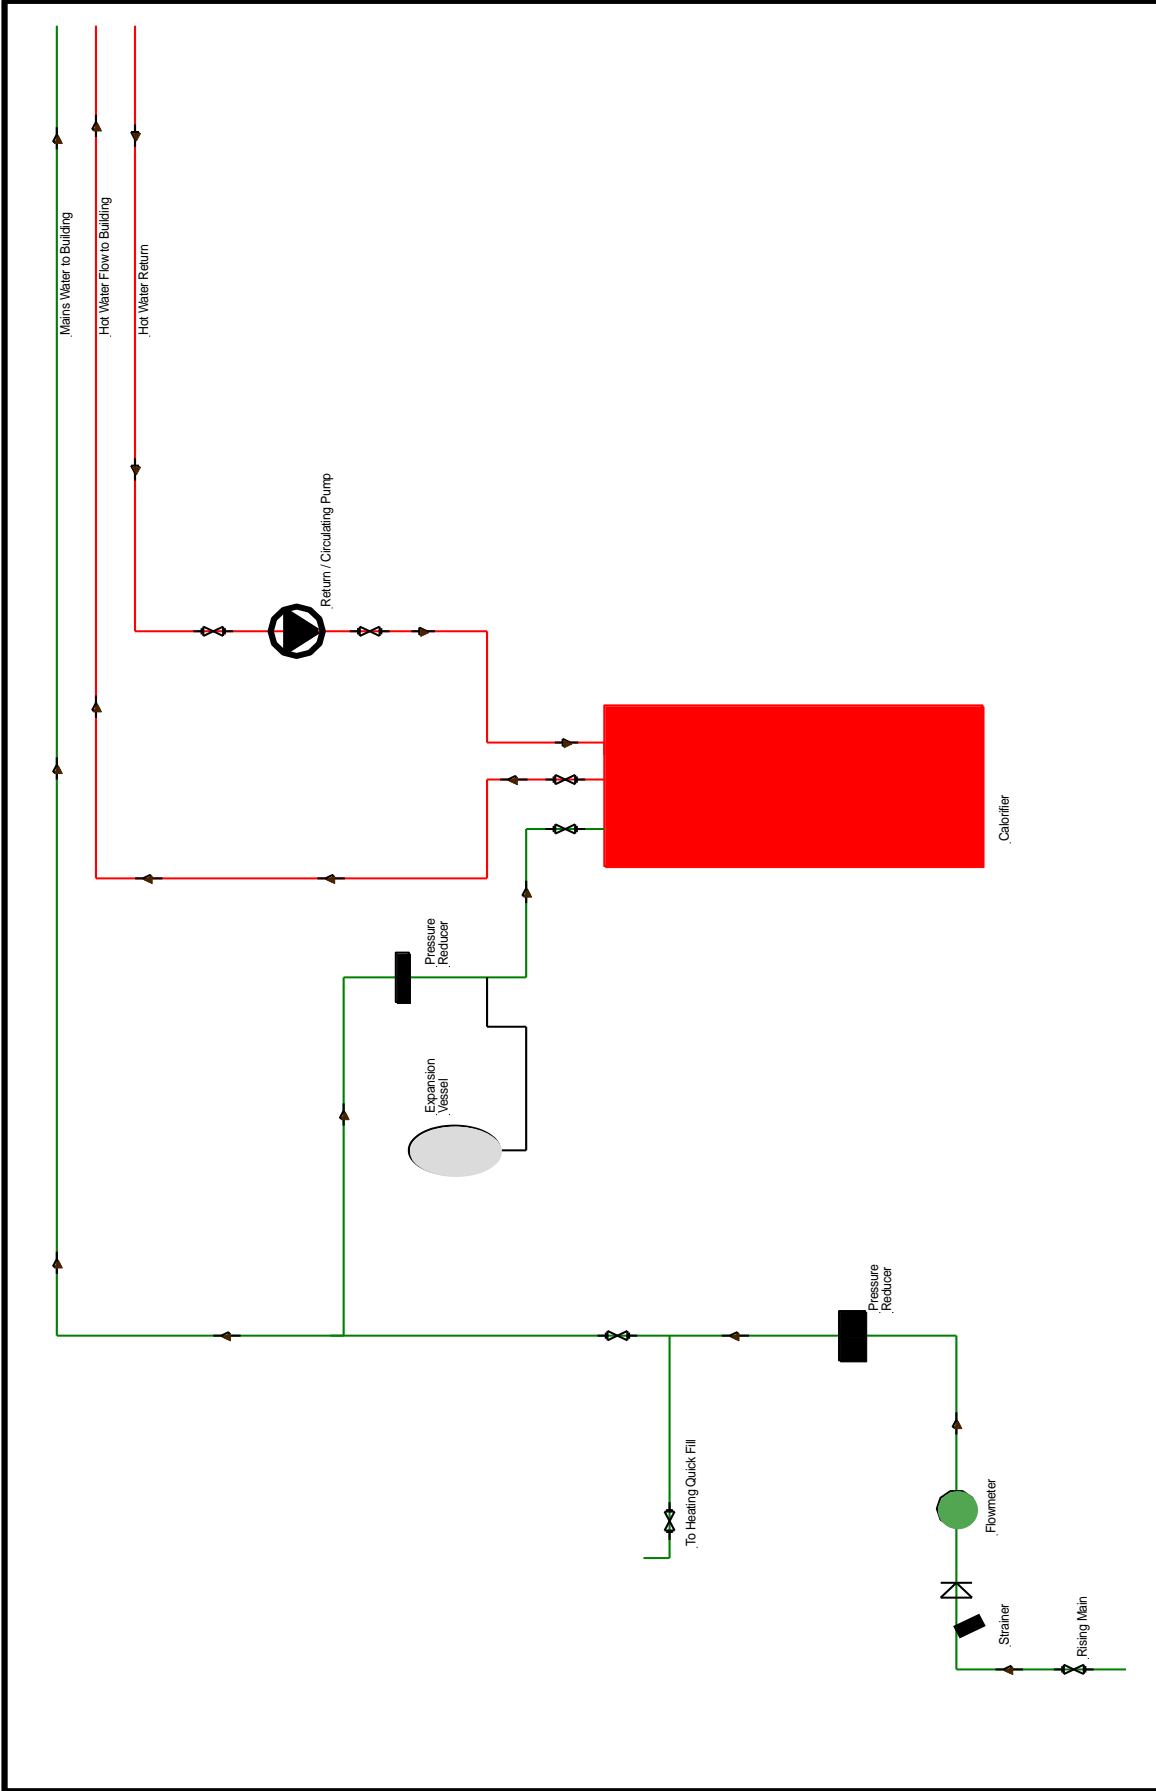 Mains Water to Building
Hot Water Flow to Building
Hot Water Return
Return / Circulating Pump
Calorifier
Pressure
Reducer
Expansion
Vessel
Pressure
Reducer
To Heating Quick Fill
Flowmeter
Strainer
Rising Main